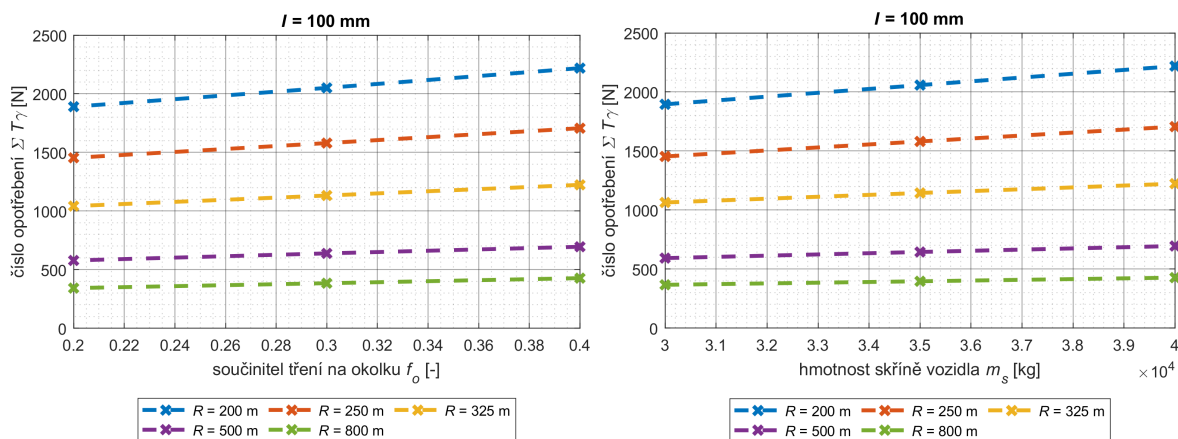 I = 100 mm
2500
2000
1500
1000
500
0
číslo opotřebení Σ Tγ [N]
0.2 0.22 0.24 0.26 0.28 0.3 0.32 0.34 0.36 0.38 0.4
součinitel tření na okolku f_o [-]
R = 200 m R = 250 m R = 325 m
R = 500 m R = 800 m
I = 100 mm
2500
2000
1500
1000
500
0
číslo opotřebení Σ Tγ [N]
3 3.1 3.2 3.3 3.4 3.5 3.6 3.7 3.8 3.9 4
hmotnost skříně vozidla m_s [kg] ×10^4
R = 200 m R = 250 m R = 325 m
R = 500 m R = 800 m